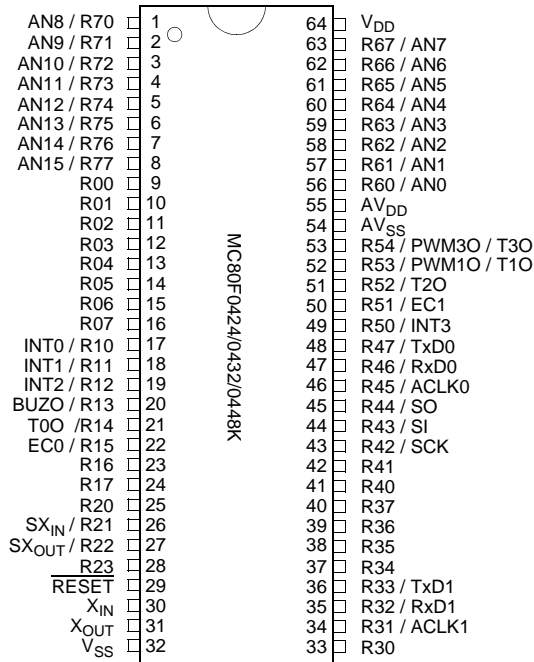 AN8 / R70 1
AN9 / R71 2
AN10 / R72 3
AN11 / R73 4
AN12 / R74 5
AN13 / R75 6
AN14 / R76 7
AN15 / R77 8
R00 9
R01 10
R02 11
R03 12
R04 13
R05 14
R06 15
R07 16
INT0 / R10 17
INT1 / R11 18
INT2 / R12 19
BUZO / R13 20
T0O /R14 21
EC0 / R15 22
R16 23
R17 24
R20 25
SXIN / R21 26
SXOUT / R22 27
R23 28
RESET 29
XIN 30
XOUT 31
VSS 32
MC80F0424/0432/0448K
64 VDD
63 R67 / AN7
62 R66 / AN6
61 R65 / AN5
60 R64 / AN4
59 R63 / AN3
58 R62 / AN2
57 R61 / AN1
56 R60 / AN0
55 AVDD
54 AVSS
53 R54 / PWM3O / T3O
52 R53 / PWM1O / T1O
51 R52 / T2O
50 R51 / EC1
49 R50 / INT3
48 R47 / TxD0
47 R46 / RxD0
46 R45 / ACLK0
45 R44 / SO
44 R43 / SI
43 R42 / SCK
42 R41
41 R40
40 R37
39 R36
38 R35
37 R34
36 R33 / TxD1
35 R32 / RxD1
34 R31 / ACLK1
33 R30